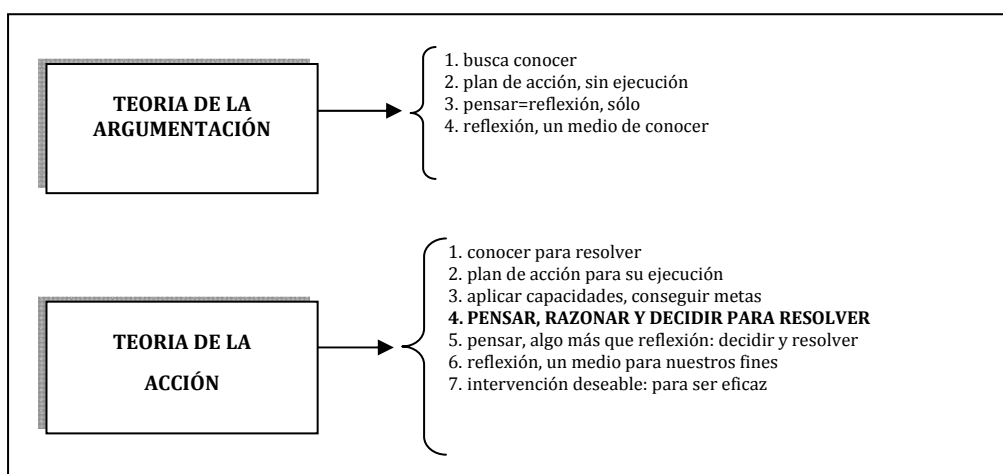 TEORIA DE LA
ARGUMENTACIÓN
1. busca conocer
2. plan de acción, sin ejecución
3. pensar=reflexión, sólo
4. reflexión, un medio de conocer
TEORIA DE LA
ACCIÓN
1. conocer para resolver
2. plan de acción para su ejecución
3. aplicar capacidades, conseguir metas
4. PENSAR, RAZONAR Y DECIDIR PARA RESOLVER
5. pensar, algo más que reflexión: decidir y resolver
6. reflexión, un medio para nuestros fines
7. intervención deseable: para ser eficaz